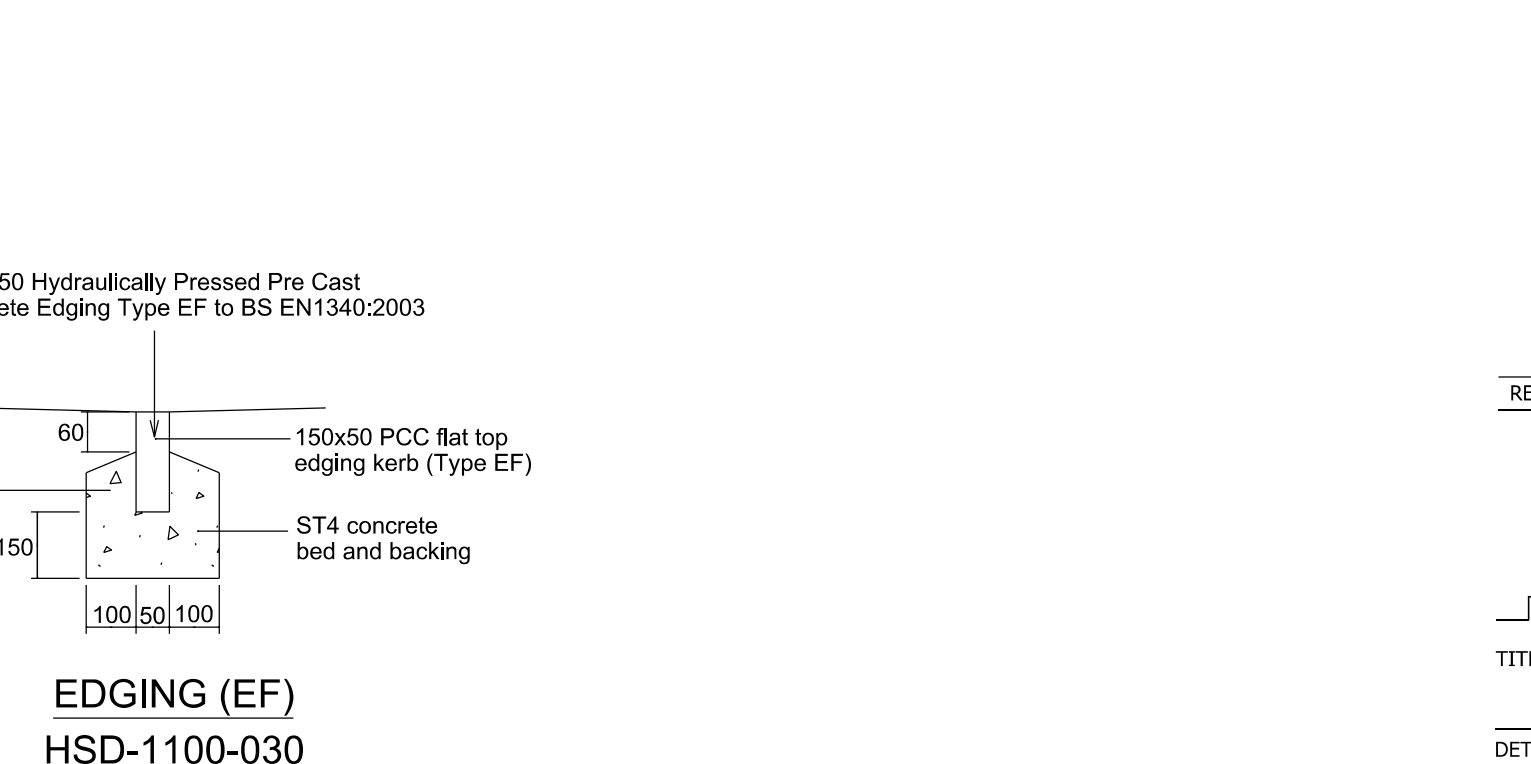 50 Hydraulically Pressed Pre Cast
ete Edging Type EF to BS EN1340:2003
RE
60
150x50 PCC flat top
edging kerb (Type EF)
ST4 concrete
bed and backing
150
100 50 100
TITL
EDGING (EF)
HSD-1100-030
DET